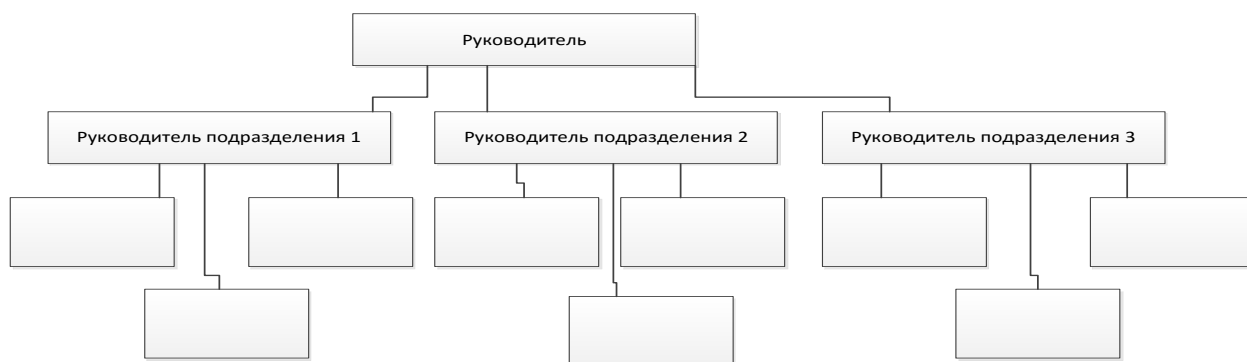 Руководитель
Руководитель подразделения 1
Руководитель подразделения 2
Руководитель подразделения 3